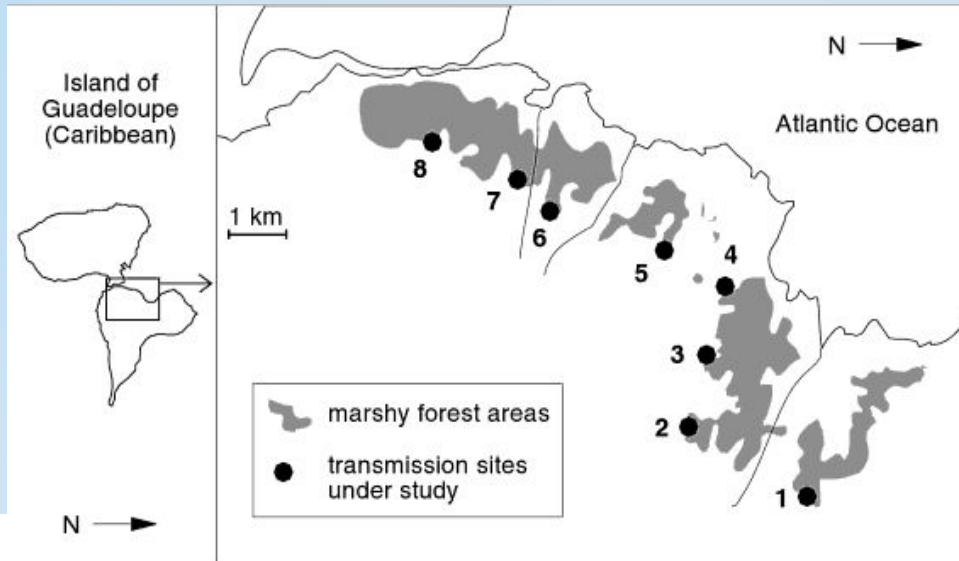 Island of
Guadeloupe
(Caribbean)
N
N
Atlantic Ocean
8
7
6
1 km
5
4
3
2
1
marshy forest areas
transmission sites
under study